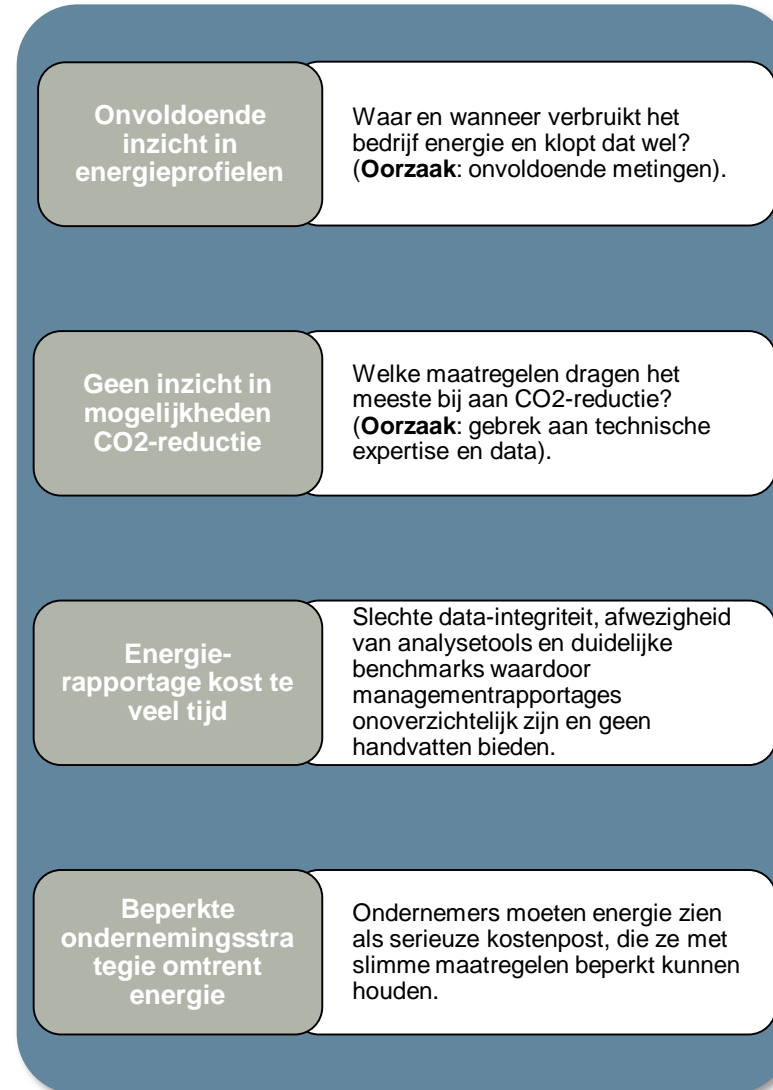 Onvoldoende
inzicht in
energieprofielen
Waar en wanneer verbruikt het
bedrijf energie en klopt dat wel?
(Oorzaak: onvoldoende metingen).
Geen inzicht in
mogelijkheden
CO2-reductie
Welke maatregelen dragen het
meeste bij aan CO2-reductie?
(Oorzaak: gebrek aan technische
expertise en data).
Energie-
rapportage kost te
veel tijd
Slechte data-integriteit, afwezigheid
van analysetools en duidelijke
benchmarks waardoor
managementrapportages
onoverzichtelijk zijn en geen
handvatten bieden.
Beperkte
ondernemingsstra
tegie omtrent
energie
Ondernemers moeten energie zien
als serieuze kostenpost, die ze met
slimme maatregelen beperkt kunnen
houden.